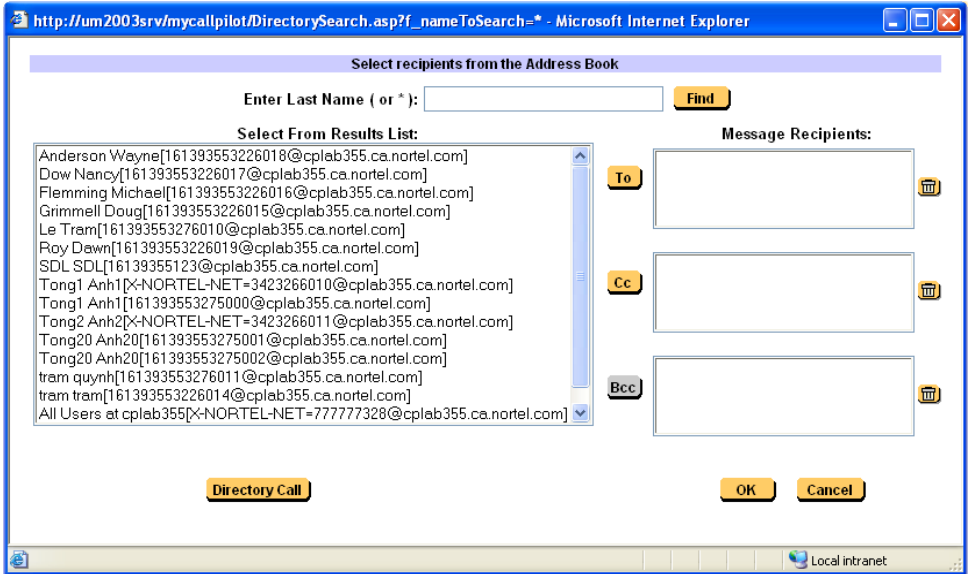 http://um2003srv/mycallpilot/DirectorySearch.asp?f_nameToSearch=* - Microsoft Internet Explorer
Select recipients from the Address Book
Enter Last Name ( or * ): Find
Select From Results List: Message Recipients:
Anderson Wayne[161393553226018@cplab355.ca.nortel.com]
Dow Nancy[161393553226017@cplab355.ca.nortel.com]
Flemming Michael[161393553226016@cplab355.ca.nortel.com]
Grimmell Doug[161393553226015@cplab355.ca.nortel.com]
Le Tram[161393553276010@cplab355.ca.nortel.com]
Roy Dawn[161393553226019@cplab355.ca.nortel.com]
SDL SDL[16139355123@cplab355.ca.nortel.com]
Tong1 Anh1[X-NORTEL-NET=3423266010@cplab355.ca.nortel.com]
Tong1 Anh1[161393553275000@cplab355.ca.nortel.com]
Tong2 Anh2[X-NORTEL-NET=3423266011@cplab355.ca.nortel.com]
Tong20 Anh20[161393553275001@cplab355.ca.nortel.com]
Tong20 Anh20[161393553275002@cplab355.ca.nortel.com]
tram quynh[161393553276011@cplab355.ca.nortel.com]
tram tram[161393553226014@cplab355.ca.nortel.com]
All Users at cplab355[X-NORTEL-NET=777777328@cplab355.ca.nortel.com]
To
Cc
Bcc
Directory Call OK Cancel
Local intranet